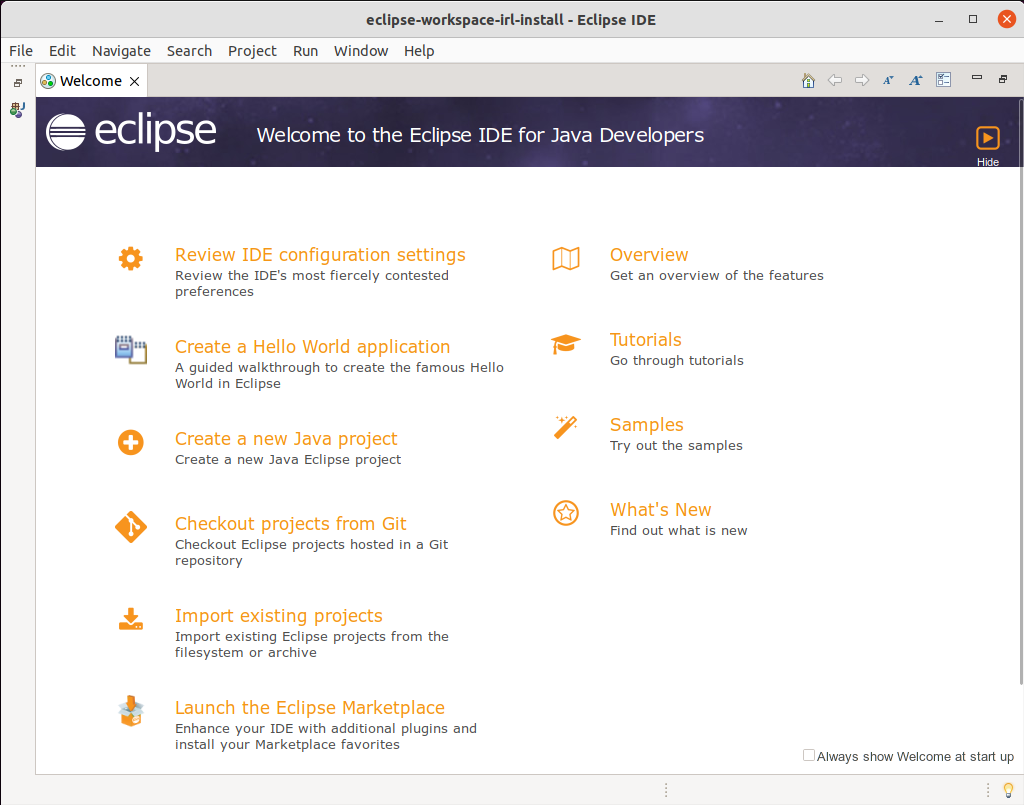 eclipse-workspace-irl-install - Eclipse IDE
File Edit Navigate Search Project Run Window Help
Welcome
eclipse
Welcome to the Eclipse IDE for Java Developers
Hide
Review IDE configuration settings
Review the IDE's most fiercely contested
preferences
Create a Hello World application
A guided walkthrough to create the famous Hello
World in Eclipse
Create a new Java project
Create a new Java Eclipse project
Checkout projects from Git
Checkout Eclipse projects hosted in a Git
repository
Import existing projects
Import existing Eclipse projects from the
filesystem or archive
Launch the Eclipse Marketplace
Enhance your IDE with additional plugins and
install your Marketplace favorites
Overview
Get an overview of the features
Tutorials
Go through tutorials
Samples
Try out the samples
What's New
Find out what is new
Always show Welcome at start up